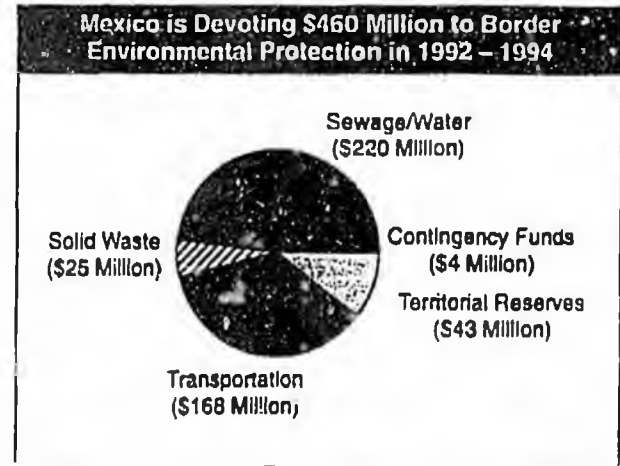 Mexico is Devoting $460 Million to Border
Environmental Protection in 1992 – 1994
Sewage/Water
($220 Million)
Solid Waste
($25 Million)
Contingency Funds
($4 Million)
Territorial Reserves
($43 Million)
Transportation
($168 Million)